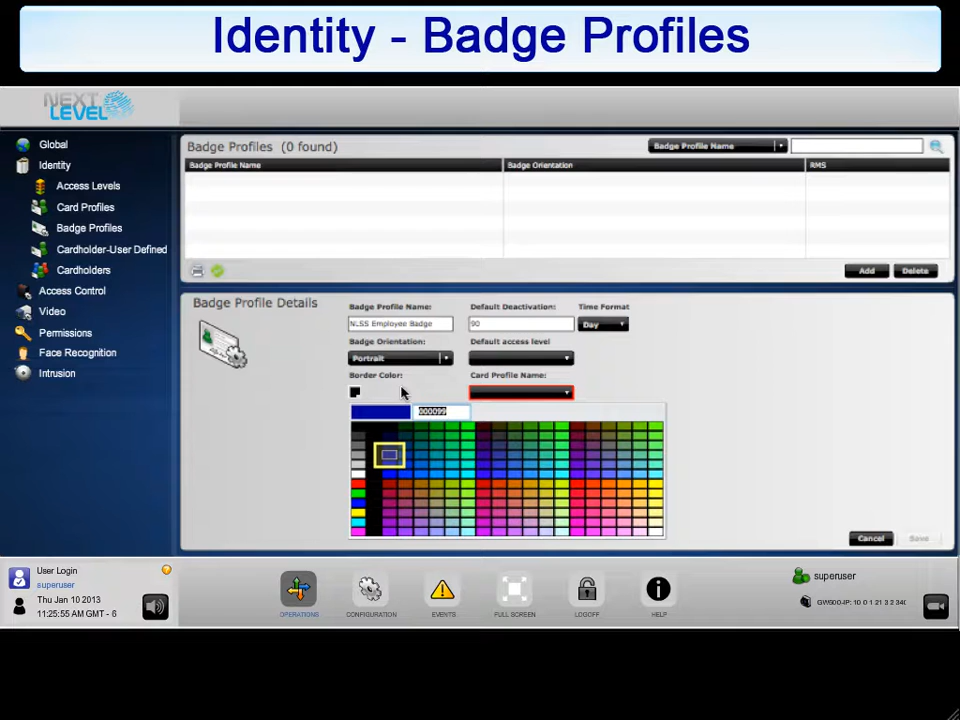 Identity - Badge Profiles
NEXT
LEVEL
Global
Identity
Access Levels
Card Profiles
Badge Profiles
Cardholder-User Defined
Cardholders
Access Control
Video
Permissions
Face Recognition
Intrusion
Badge Profiles (0 found)
Badge Profile Name
Badge Profile Name
Badge Orientation
RMS
Add
Delete
Badge Profile Details
Badge Profile Name:
Default Deactivation:
Time Format
NLSS Employee Badge
90
Day
Badge Orientation:
Default access level
Portrait
Border Color:
Card Profile Name:
000099
Cancel
Save
User Login
superuser
Thu Jan 10 2013
11:25:55 AM GMT - 6
OPERATIONS
CONFIGURATION
EVENTS
FULL SCREEN
LOGOFF
HELP
superuser